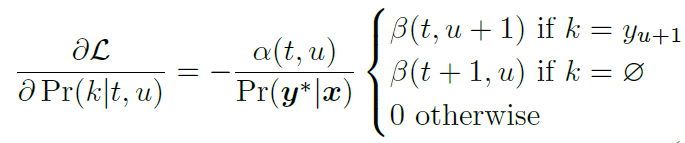 ∂𝓛 / ∂ Pr(k|t, u) = − α(t, u) / Pr(𝒚*|𝒙) {
β(t, u + 1) if k = y_{u+1}
β(t + 1, u) if k = ∅
0 otherwise